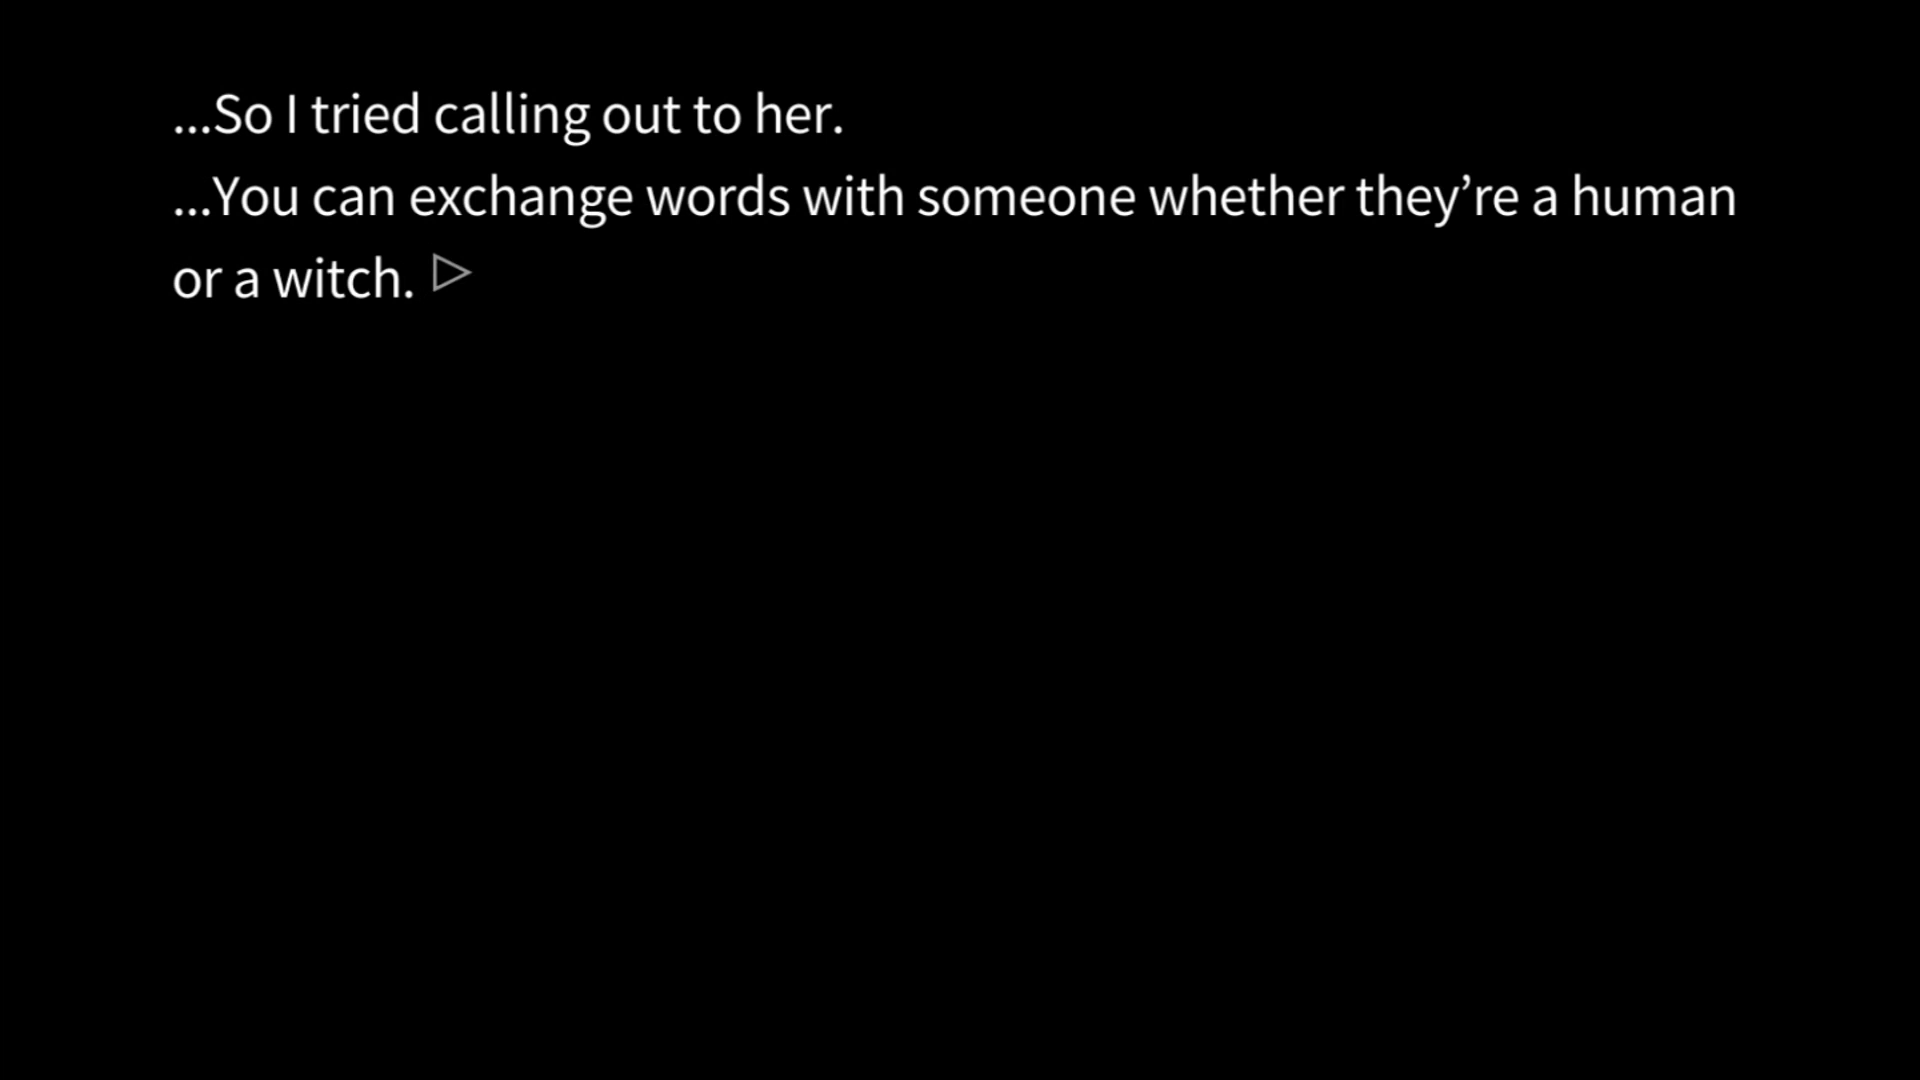 ...So I tried calling out to her.
...You can exchange words with someone whether they’re a human
or a witch.